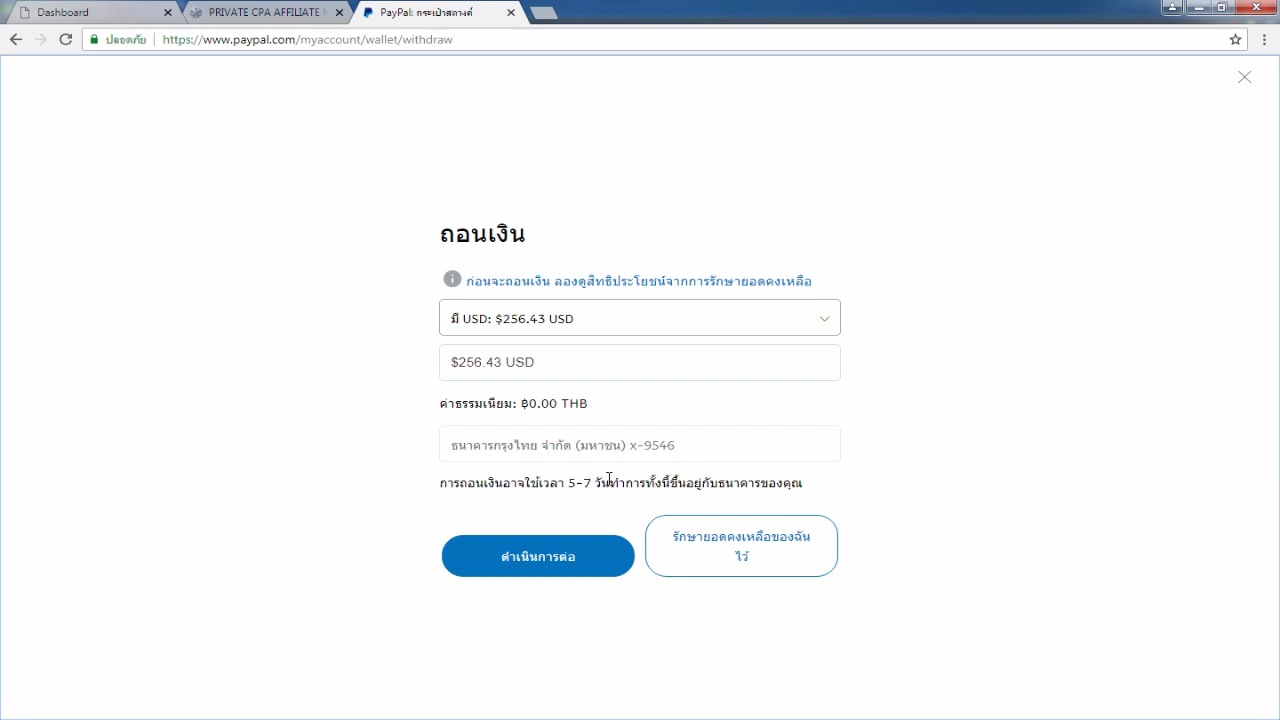 Dashboard
PRIVATE CPA AFFILIATE
PayPal: กระเป๋าสตางค์
ปลอดภัย
https://www.paypal.com/myaccount/wallet/withdraw
ถอนเงิน
ก่อนจะถอนเงิน ลองดูสิทธิประโยชน์จากการรักษายอดคงเหลือ
มี USD: $256.43 USD
$256.43 USD
ค่าธรรมเนียม: ฿0.00 THB
ธนาคารกรุงไทย จำกัด (มหาชน) x-9546
การถอนเงินอาจใช้เวลา 5-7 วันทำการทั้งนี้ขึ้นอยู่กับธนาคารของคุณ
ดำเนินการต่อ
รักษายอดคงเหลือของฉัน
ไว้